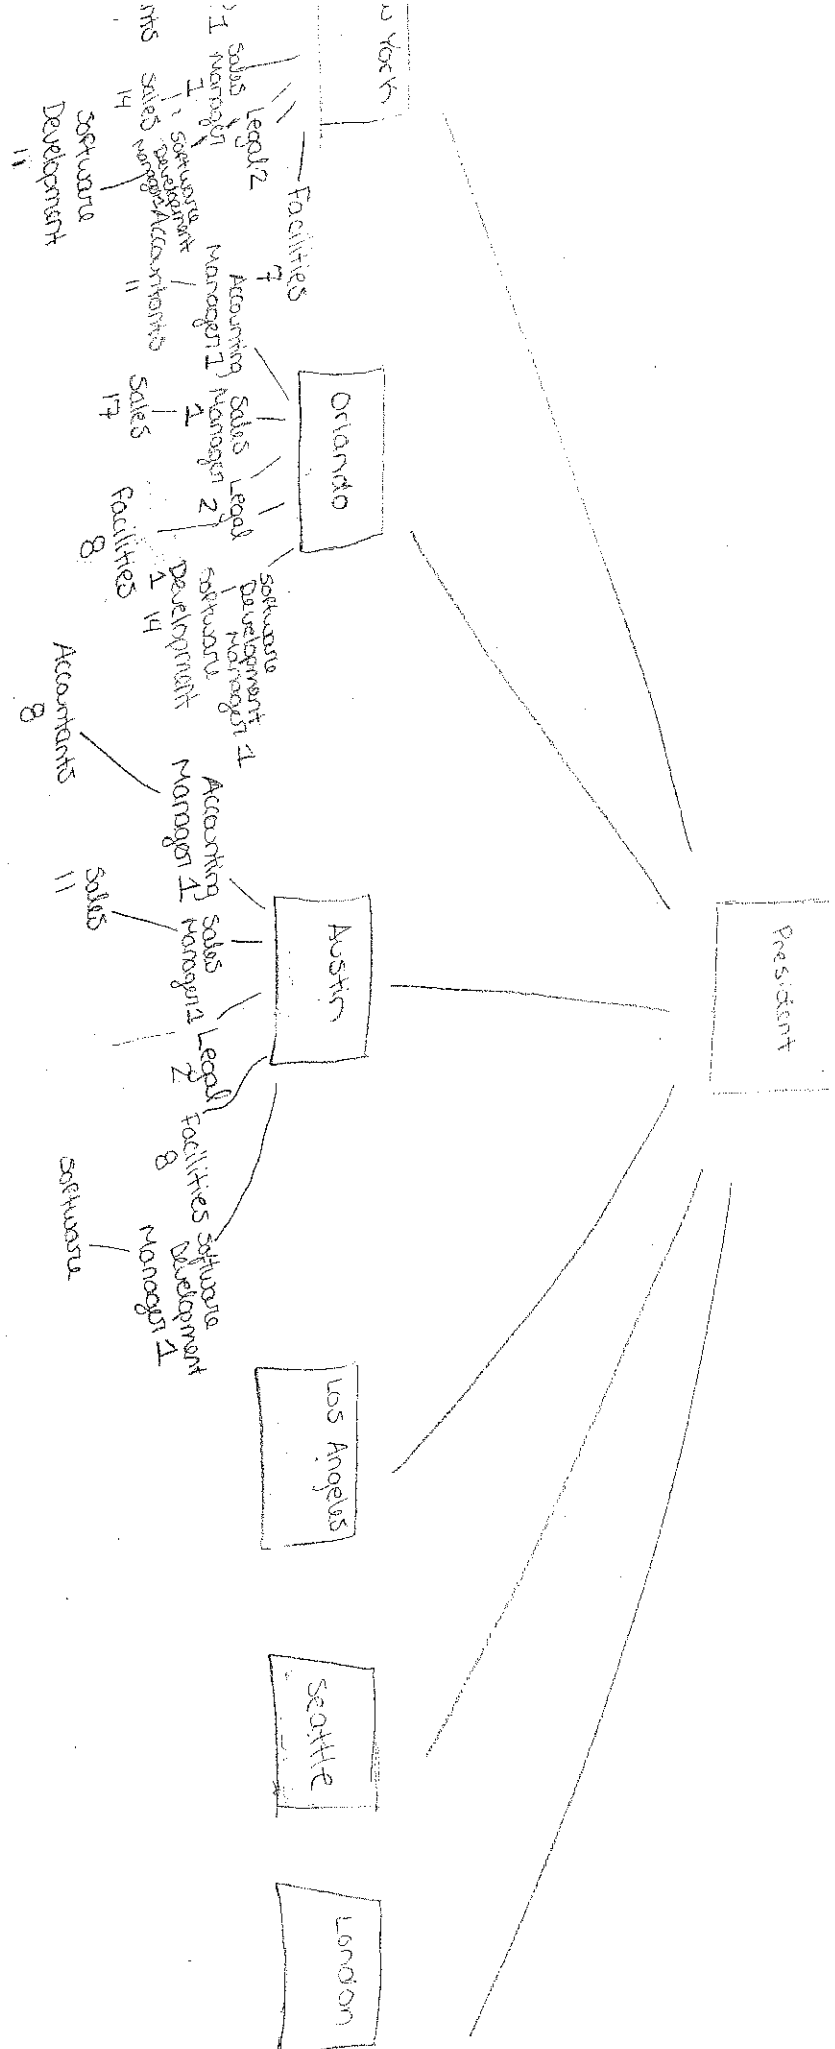 President
York
Orlando
Austin
Los Angeles
Seattle
London
Sales
Manager
1
Legal 2
Facilities
7
Sales
14
Software
Development
Manager 1
Software
Development
11
Accounting
Manager 1
Accountants
11
Sales
Manager
1
Sales
17
Legal
2
Facilities
8
Software
Development
Manager 1
Software
Development
14
Accounting
Manager 1
Accountants
8
Sales
Manager 1
Sales
11
Legal
2
Facilities
8
Software
Development
Manager 1
Software